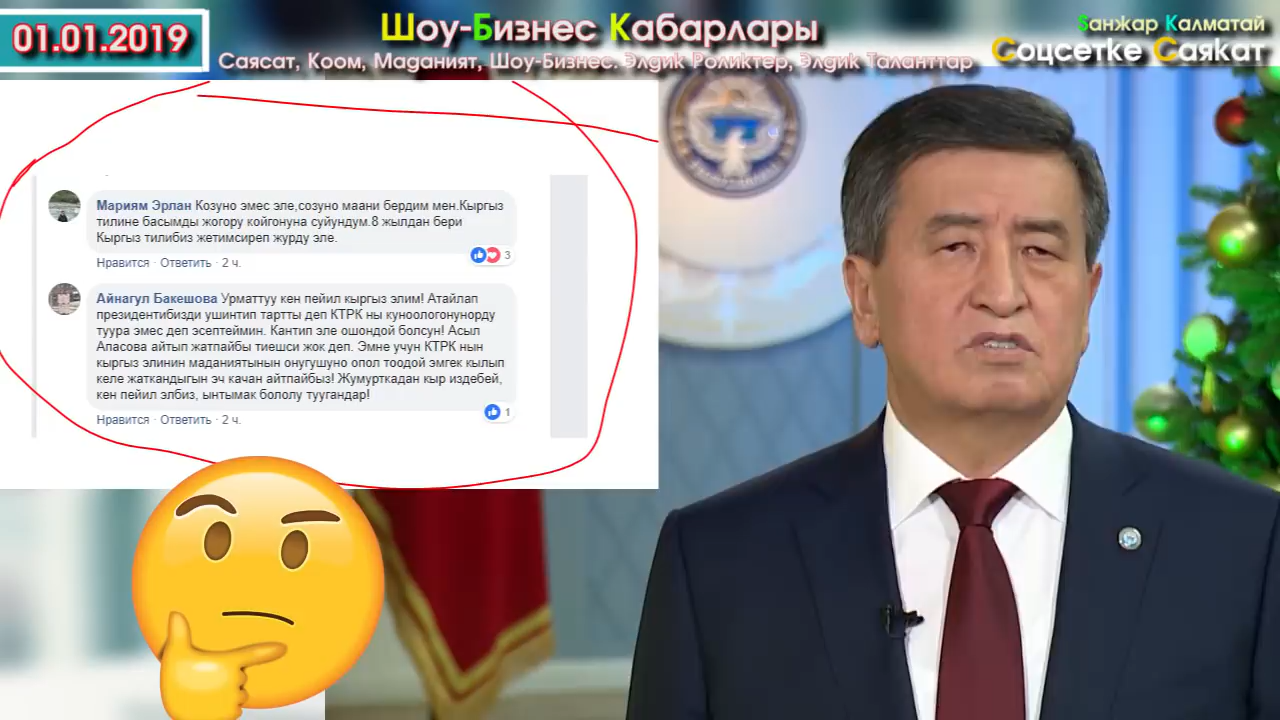 01.01.2019
Шоу-Бизнес Кабарлары
Саясат, Коом, Маданият, Шоу-Бизнес. Элдик Роликтер, Элдик Таланттар
Sанжар Калматай
Соцсетке Саякат
Мариям Эрлан Козуно эмес эле,созуно маани бердим мен.Кыргыз
тилине басымды жогору койгонуна суйундум.8 жылдан бери
Кыргыз тилибиз жетимсиреп журду эле.
3
Нравится · Ответить · 2 ч.
Айнагул Бакешова Урматтуу кен пейил кыргыз элим! Атайлап
президентибизди ушинтип тартты деп КТРК ны куноологонунорду
туура эмес деп эсептеймин. Кантип эле ошондой болсун! Асыл
Апасова айтып жатпайбы тиешси жок деп. Эмне учун КТРК нын
кыргыз элинин маданиятынын онугушуно опол тоодой эмгек кылып
келе жаткандыгын эч качан айтпайбыз! Жумурткадан кыр издебей,
кен пейил элбиз, ынтымак бололу туугандар!
1
Нравится · Ответить · 2 ч.